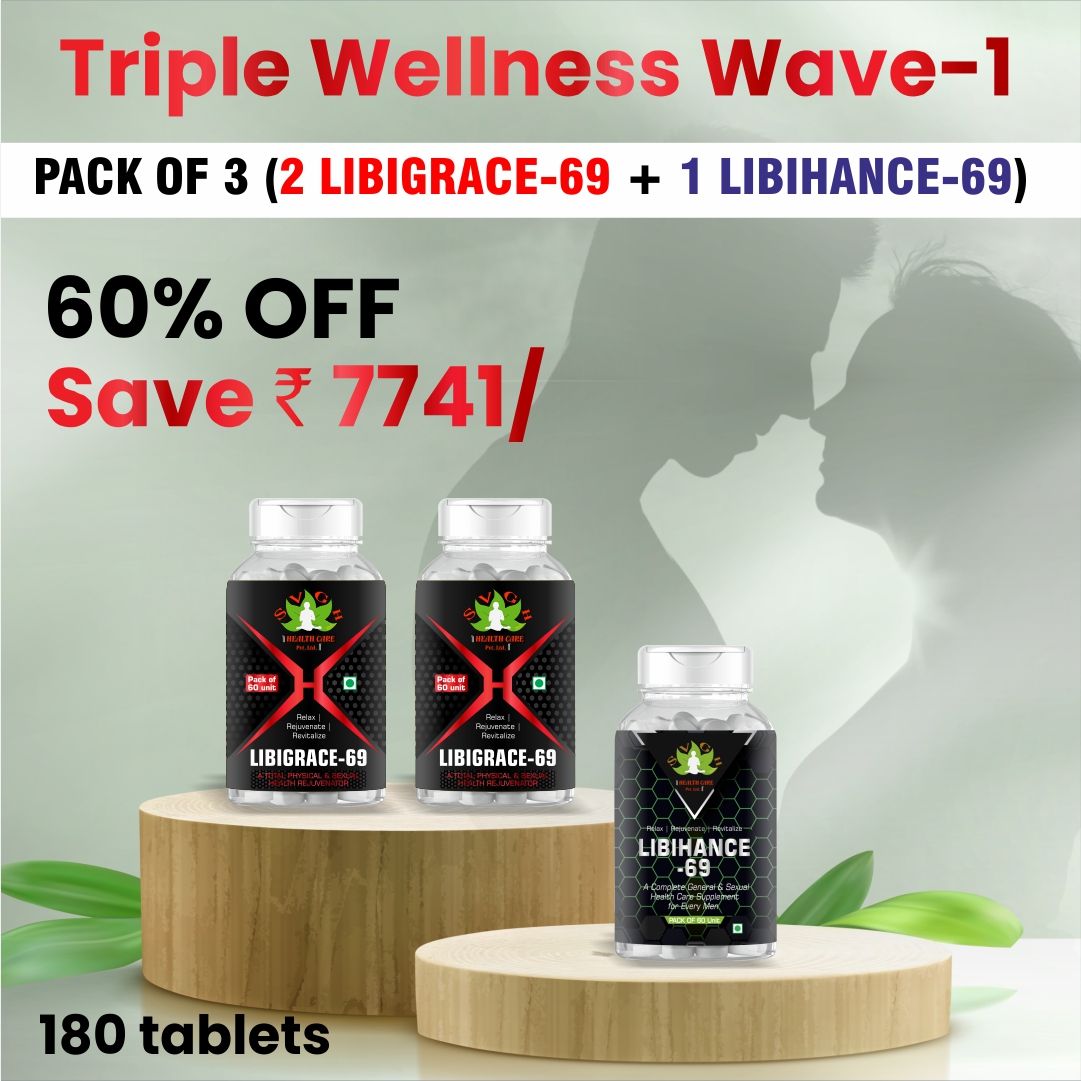 Triple Wellness Wave-1
PACK OF 3 (2 LIBIGRACE-69 + 1 LIBIHANCE-69)
60% OFF
Save ₹ 7741/
SVGH
HEALTH CARE
Pvt. Ltd.
Pack of
60 unit
Relax |
Rejuvenate |
Revitalize
LIBIGRACE-69
A TOTAL PHYSICAL & SEXUAL
HEALTH REJUVENATOR
SVGH
HEALTH CARE
Pvt. Ltd.
Pack of
60 unit
Relax |
Rejuvenate |
Revitalize
LIBIGRACE-69
A TOTAL PHYSICAL & SEXUAL
HEALTH REJUVENATOR
SVGH
HEALTH CARE
Pvt. Ltd.
Relax | Rejuvenate | Revitalize
LIBIHANCE
-69
A Complete General & Sexual
Health Care Supplement
for Every Men
PACK OF 60 Unit
180 tablets